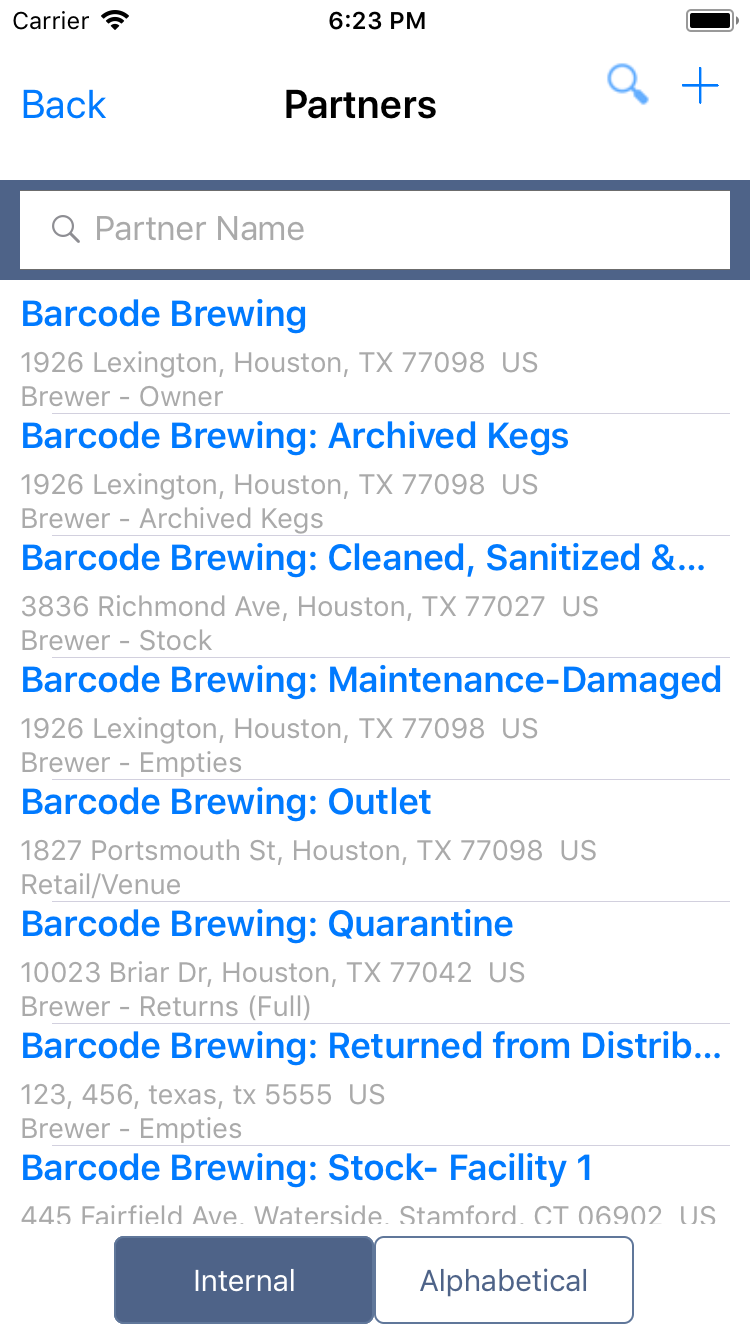 Carrier 6:23 PM
Back Partners
Partner Name
Barcode Brewing
1926 Lexington, Houston, TX 77098  US
Brewer - Owner
Barcode Brewing: Archived Kegs
1926 Lexington, Houston, TX 77098  US
Brewer - Archived Kegs
Barcode Brewing: Cleaned, Sanitized &...
3836 Richmond Ave, Houston, TX 77027  US
Brewer - Stock
Barcode Brewing: Maintenance-Damaged
1926 Lexington, Houston, TX 77098  US
Brewer - Empties
Barcode Brewing: Outlet
1827 Portsmouth St, Houston, TX 77098  US
Retail/Venue
Barcode Brewing: Quarantine
10023 Briar Dr, Houston, TX 77042  US
Brewer - Returns (Full)
Barcode Brewing: Returned from Distrib...
123, 456, texas, tx 5555  US
Brewer - Empties
Barcode Brewing: Stock- Facility 1
445 Fairfield Ave, Waterside, Stamford, CT 06902  US
Internal Alphabetical